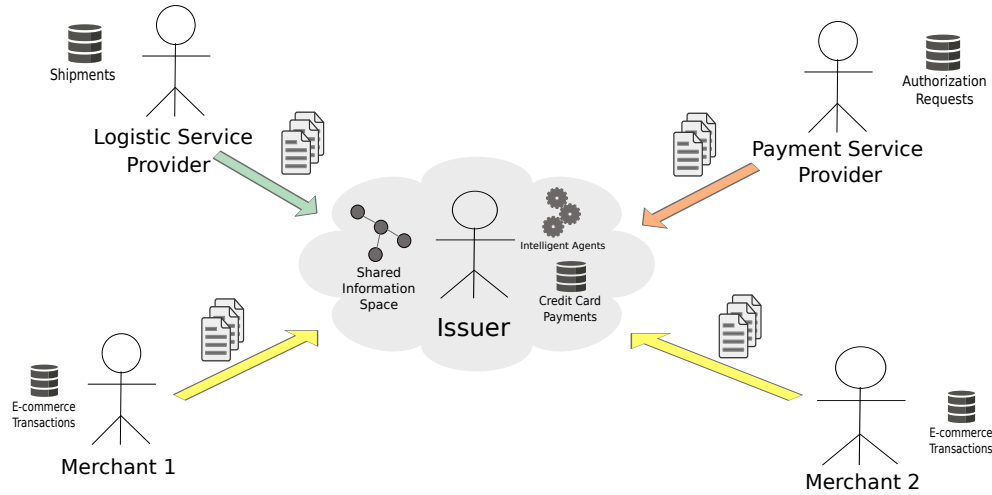 Shipments
Logistic Service
Provider
Authorization
Requests
Payment Service
Provider
Shared
Information
Space
Intelligent Agents
Credit Card
Payments
Issuer
E-commerce
Transactions
Merchant 1
E-commerce
Transactions
Merchant 2